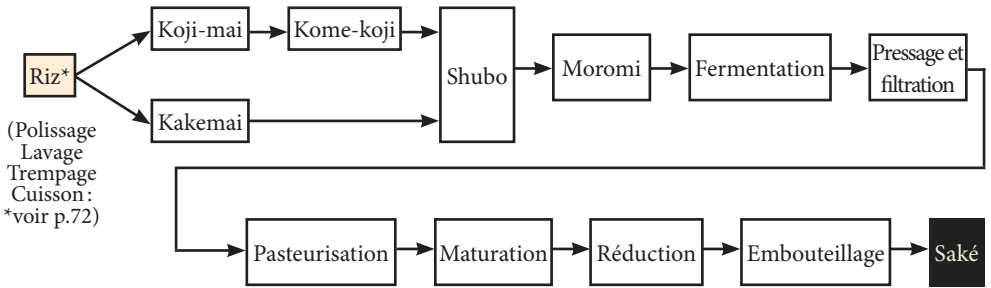 Riz*
(Polissage
Lavage
Trempage
Cuisson :
*voir p.72)
Koji-mai
Kome-koji
Kakemai
Shubo
Moromi
Fermentation
Pressage et
filtration
Pasteurisation
Maturation
Réduction
Embouteillage
Saké